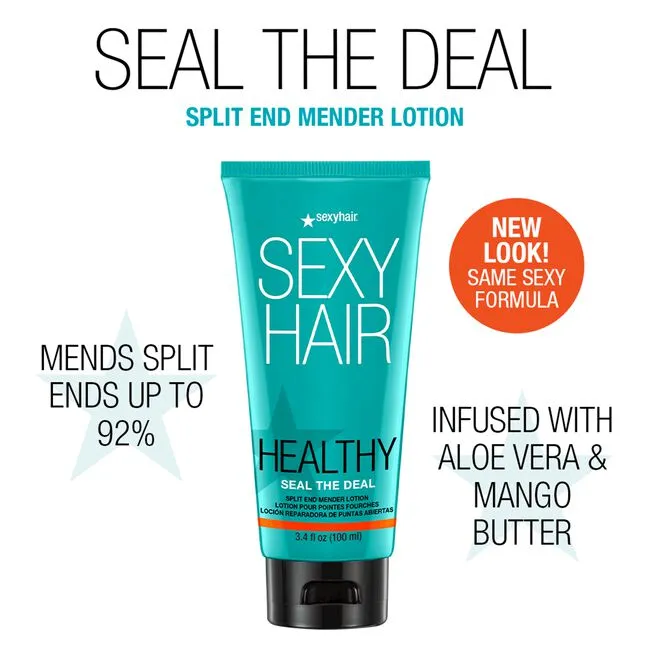 SEAL THE DEAL
SPLIT END MENDER LOTION
sexyhair.
SEXY
HAIR
HEALTHY
SEAL THE DEAL
SPLIT END MENDER LOTION
LOTION POUR POINTES FOURCHES
LOCIÓN REPARADORA DE PUNTAS ABIERTAS
3.4 fl oz (100 ml)
NEW
LOOK!
SAME SEXY
FORMULA
MENDS SPLIT
ENDS UP TO
92%
INFUSED WITH
ALOE VERA &
MANGO
BUTTER